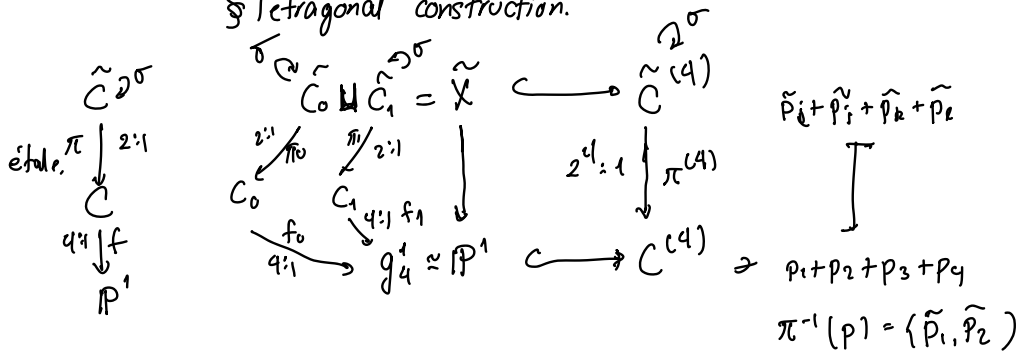 § Tetragonal construction.
σ σ σ
C̃ σ C̃₀ ⊔ C̃₁ = X̃ ↪ C̃⁽⁴⁾ p̃ᵢ + p̃ⱼ + p̃ₖ + p̃ₗ
étale, π 2:1 2:1 π₀ π₁ 2:1 2⁴:1 π⁽⁴⁾
C C₀ C₁
4:1 f f₀ 4:1 4:1 f₁ g¹₄ ≃ ℙ¹ ↪ C⁽⁴⁾ ∋ p₁ + p₂ + p₃ + p₄
ℙ¹
π⁻¹(p) = {p̃₁, p̃₂}